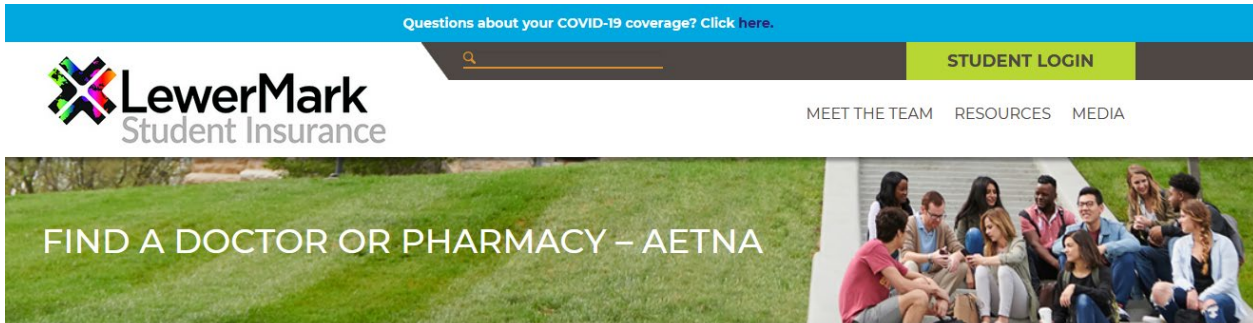 Questions about your COVID-19 coverage? Click here.
STUDENT LOGIN
LewerMark
Student Insurance
MEET THE TEAM RESOURCES MEDIA
FIND A DOCTOR OR PHARMACY – AETNA